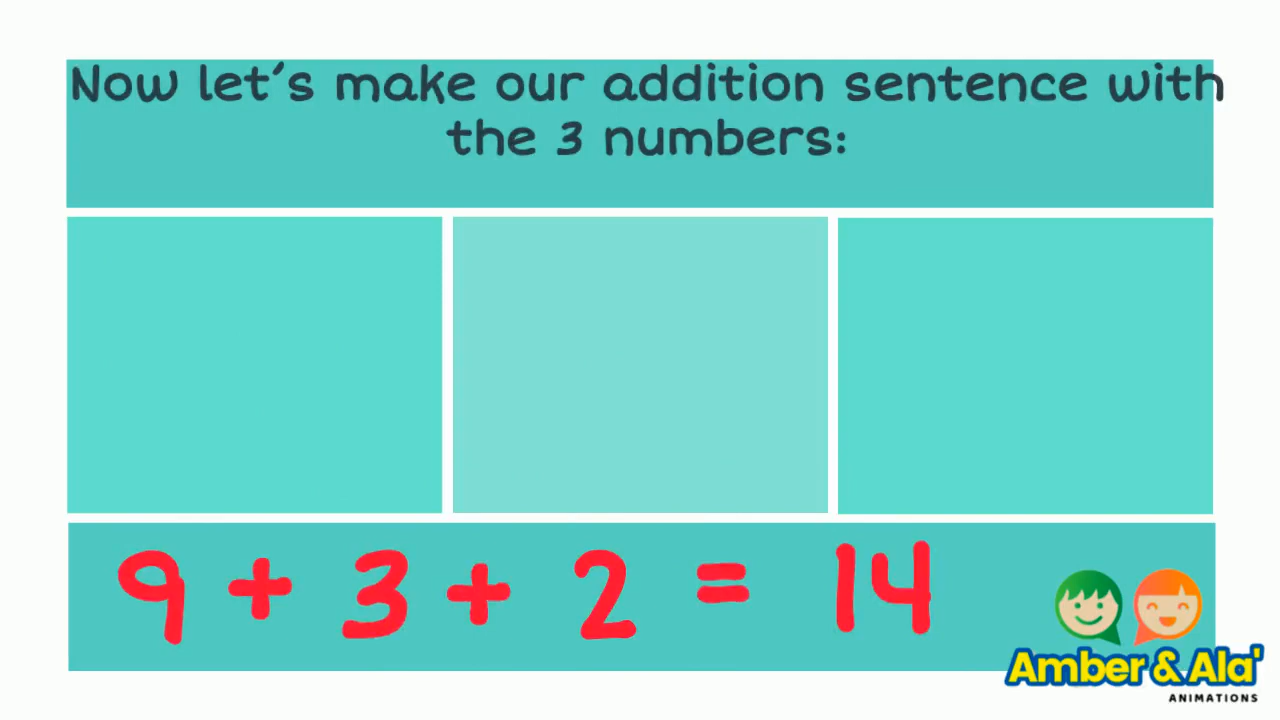 Now let's make our addition sentence with
the 3 numbers:
9 + 3 + 2 = 14
Amber & Ala'
ANIMATIONS